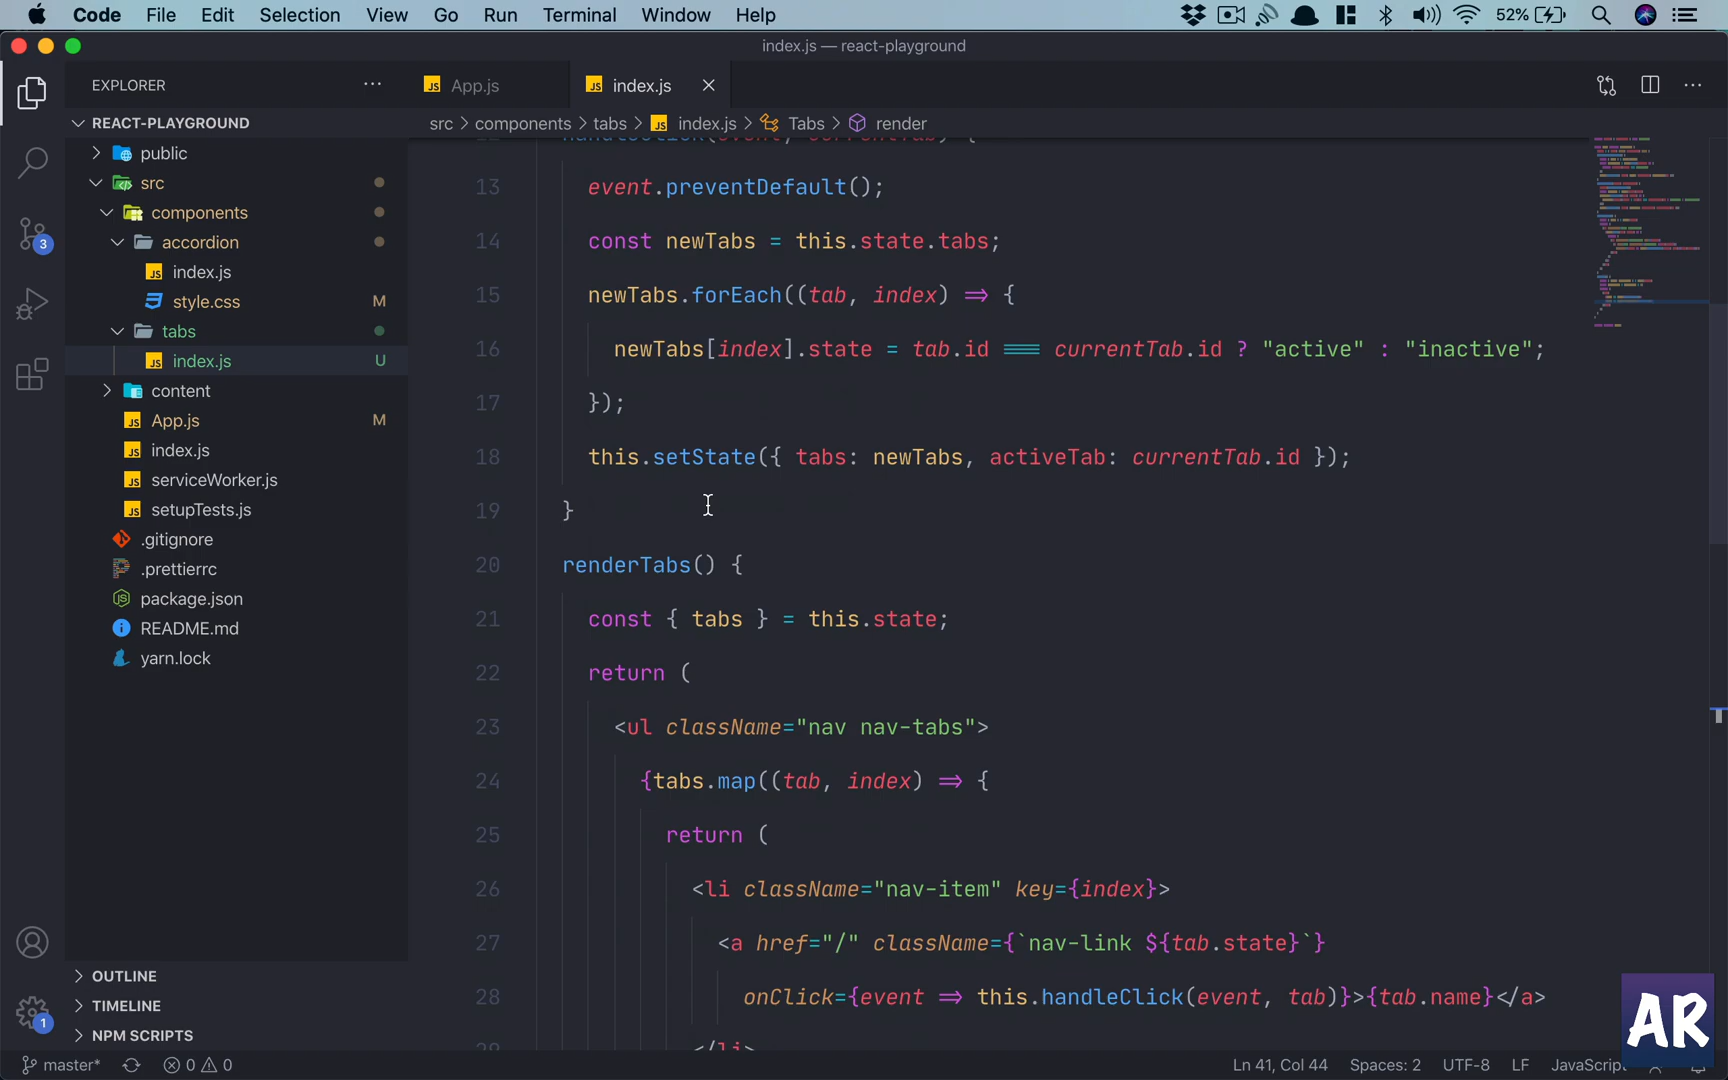 Code File Edit Selection View Go Run Terminal Window Help 52%
index.js — react-playground
EXPLORER
App.js
index.js
REACT-PLAYGROUND
src > components > tabs > index.js > Tabs > render
public
src
components
accordion
index.js
style.css M
tabs
index.js U
content
App.js M
index.js
serviceWorker.js
setupTests.js
.gitignore
.prettierrc
package.json
README.md
yarn.lock
OUTLINE
TIMELINE
NPM SCRIPTS
3
1
13 event.preventDefault();
14 const newTabs = this.state.tabs;
15 newTabs.forEach((tab, index) => {
16 newTabs[index].state = tab.id === currentTab.id ? "active" : "inactive";
17 });
18 this.setState({ tabs: newTabs, activeTab: currentTab.id });
19 }
20 renderTabs() {
21 const { tabs } = this.state;
22 return (
23 <ul className="nav nav-tabs">
24 {tabs.map((tab, index) => {
25 return (
26 <li className="nav-item" key={index}>
27 <a href="/" className={`nav-link ${tab.state}`}
28 onClick={event => this.handleClick(event, tab)}>{tab.name}</a>
29 </li>
AR
master* 0 0 Ln 41, Col 44 Spaces: 2 UTF-8 LF JavaScript